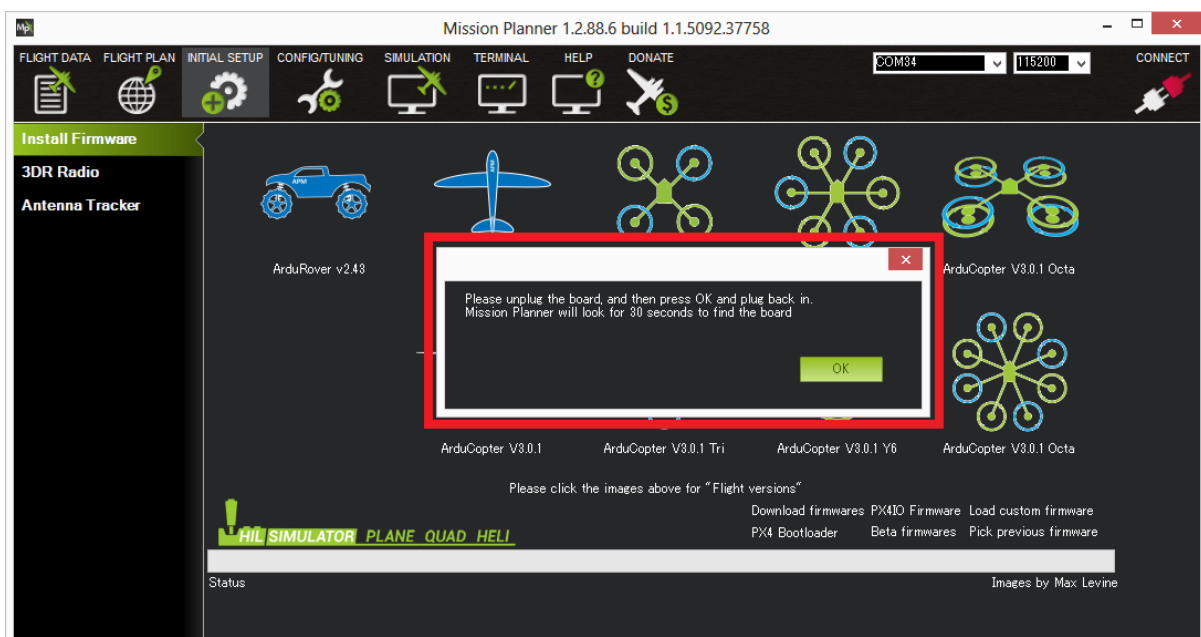 Mission Planner 1.2.88.6 build 1.1.5092.37758
FLIGHT DATA FLIGHT PLAN INITIAL SETUP CONFIG/TUNING SIMULATION TERMINAL HELP DONATE COM34 115200 CONNECT
Install Firmware
3DR Radio
Antenna Tracker
APM
APM
ArduRover v2.43
ArduCopter V3.0.1 Octa
Please unplug the board, and then press OK and plug back in.
Mission Planner will look for 30 seconds to find the board
OK
ArduCopter V3.0.1
ArduCopter V3.0.1 Tri
ArduCopter V3.0.1 Y6
ArduCopter V3.0.1 Octa
Please click the images above for "Flight versions"
Download firmwares PX4IO Firmware Load custom firmware
PX4 Bootloader Beta firmwares Pick previous firmware
HIL SIMULATOR PLANE QUAD HELI
Status
Images by Max Levine